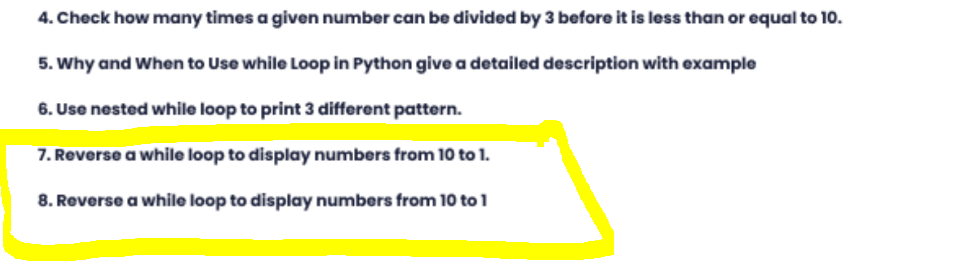 4. Check how many times a given number can be divided by 3 before it is less than or equal to 10.
5. Why and When to Use while Loop in Python give a detailed description with example
6. Use nested while loop to print 3 different pattern.
7. Reverse a while loop to display numbers from 10 to 1.
8. Reverse a while loop to display numbers from 10 to 1